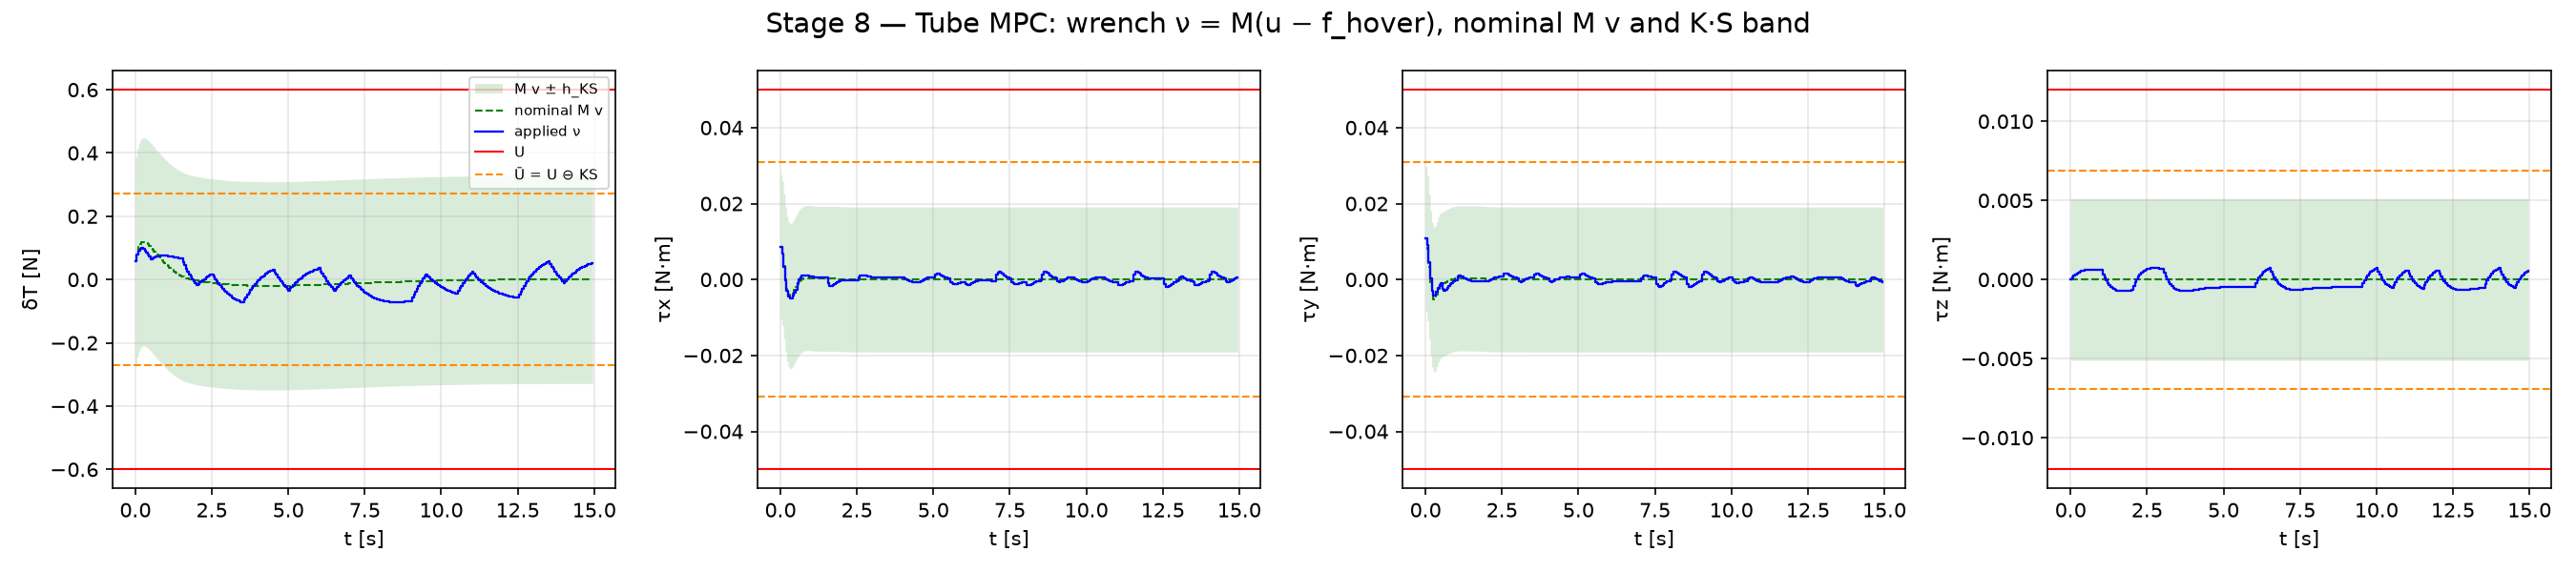 Stage 8 — Tube MPC: wrench ν = M(u − f_hover), nominal M v and K·S band
δT [N]
0.6
0.4
0.2
0.0
−0.2
−0.4
−0.6
M v ± h_KS
nominal M v
applied ν
U
Ū = U ⊖ KS
0.0 2.5 5.0 7.5 10.0 12.5 15.0
t [s]
τx [N·m]
0.04
0.02
0.00
−0.02
−0.04
0.0 2.5 5.0 7.5 10.0 12.5 15.0
t [s]
τy [N·m]
0.04
0.02
0.00
−0.02
−0.04
0.0 2.5 5.0 7.5 10.0 12.5 15.0
t [s]
τz [N·m]
0.010
0.005
0.000
−0.005
−0.010
0.0 2.5 5.0 7.5 10.0 12.5 15.0
t [s]